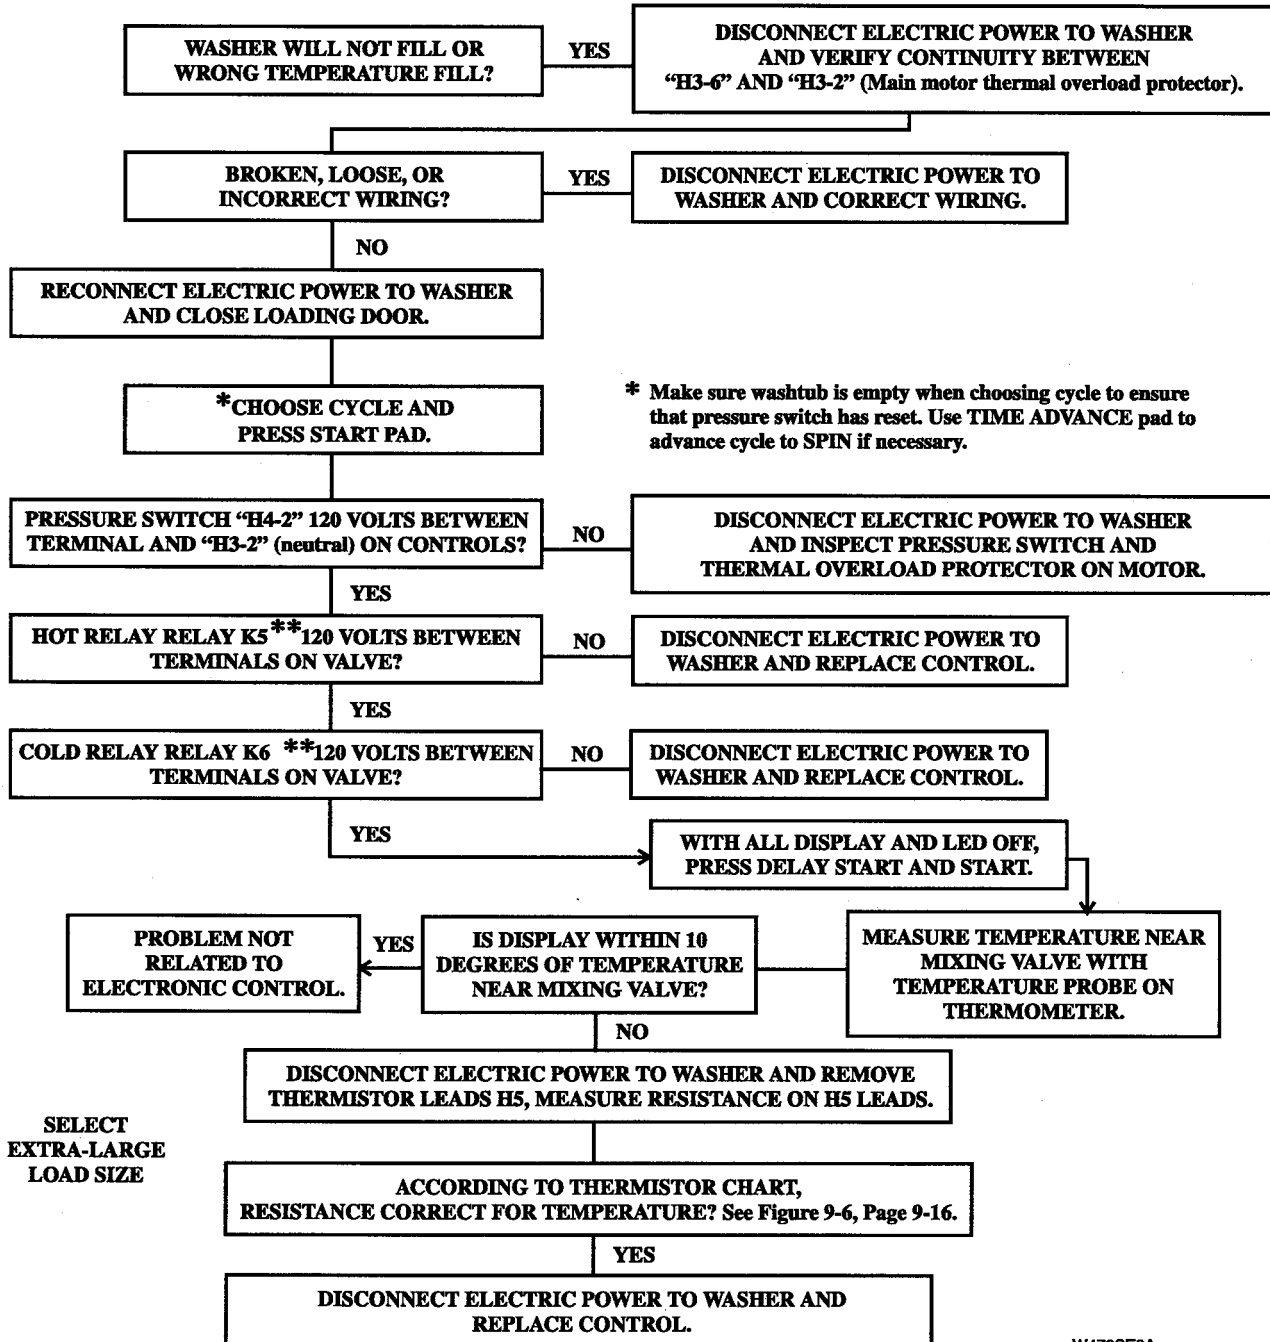 WASHER WILL NOT FILL OR
WRONG TEMPERATURE FILL?
YES
DISCONNECT ELECTRIC POWER TO WASHER
AND VERIFY CONTINUITY BETWEEN
“H3-6” AND “H3-2” (Main motor thermal overload protector).
BROKEN, LOOSE, OR
INCORRECT WIRING?
YES
DISCONNECT ELECTRIC POWER TO
WASHER AND CORRECT WIRING.
NO
RECONNECT ELECTRIC POWER TO WASHER
AND CLOSE LOADING DOOR.
*CHOOSE CYCLE AND
PRESS START PAD.
* Make sure washtub is empty when choosing cycle to ensure
that pressure switch has reset. Use TIME ADVANCE pad to
advance cycle to SPIN if necessary.
PRESSURE SWITCH “H4-2” 120 VOLTS BETWEEN
TERMINAL AND “H3-2” (neutral) ON CONTROLS?
NO
DISCONNECT ELECTRIC POWER TO WASHER
AND INSPECT PRESSURE SWITCH AND
THERMAL OVERLOAD PROTECTOR ON MOTOR.
YES
HOT RELAY RELAY K5**120 VOLTS BETWEEN
TERMINALS ON VALVE?
NO
DISCONNECT ELECTRIC POWER TO
WASHER AND REPLACE CONTROL.
YES
COLD RELAY RELAY K6 **120 VOLTS BETWEEN
TERMINALS ON VALVE?
NO
DISCONNECT ELECTRIC POWER TO
WASHER AND REPLACE CONTROL.
YES
WITH ALL DISPLAY AND LED OFF,
PRESS DELAY START AND START.
MEASURE TEMPERATURE NEAR
MIXING VALVE WITH
TEMPERATURE PROBE ON
THERMOMETER.
IS DISPLAY WITHIN 10
DEGREES OF TEMPERATURE
NEAR MIXING VALVE?
YES
PROBLEM NOT
RELATED TO
ELECTRONIC CONTROL.
NO
DISCONNECT ELECTRIC POWER TO WASHER AND REMOVE
THERMISTOR LEADS H5, MEASURE RESISTANCE ON H5 LEADS.
SELECT
EXTRA-LARGE
LOAD SIZE
ACCORDING TO THERMISTOR CHART,
RESISTANCE CORRECT FOR TEMPERATURE? See Figure 9-6, Page 9-16.
YES
DISCONNECT ELECTRIC POWER TO WASHER AND
REPLACE CONTROL.